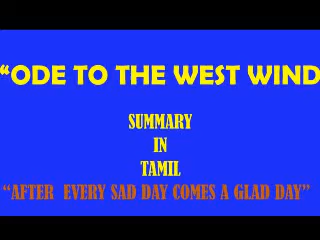 “ODE TO THE WEST WIND
SUMMARY
IN
TAMIL
“AFTER EVERY SAD DAY COMES A GLAD DAY”